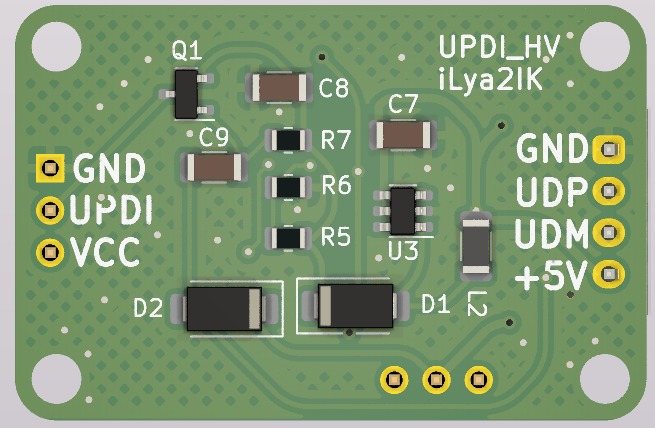 Q1
UPDI_HV
iLya2IK
C8
C7
C9
R7
GND
GND
R6
UPDI
UDP
R5
U3
UDM
VCC
+5V
D2
D1
L2